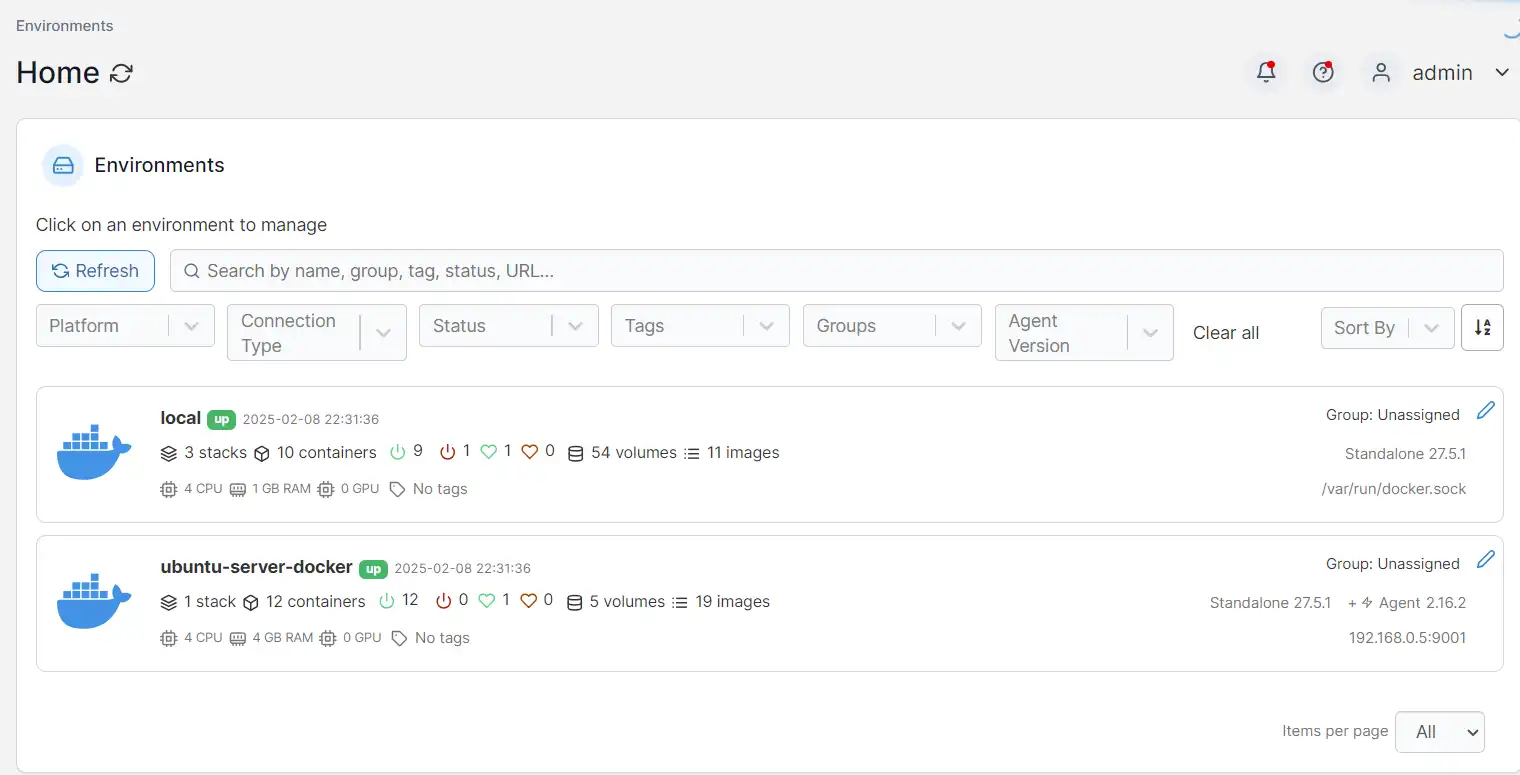 Environments
Home
admin
Environments
Click on an environment to manage
Refresh
Search by name, group, tag, status, URL...
Platform
Connection Type
Status
Tags
Groups
Agent Version
Clear all
Sort By
local up 2025-02-08 22:31:36
Group: Unassigned
3 stacks 10 containers 9 1 1 0 54 volumes 11 images
Standalone 27.5.1
4 CPU 1 GB RAM 0 GPU No tags
/var/run/docker.sock
ubuntu-server-docker up 2025-02-08 22:31:36
Group: Unassigned
1 stack 12 containers 12 0 1 0 5 volumes 19 images
Standalone 27.5.1 + Agent 2.16.2
4 CPU 4 GB RAM 0 GPU No tags
192.168.0.5:9001
Items per page All